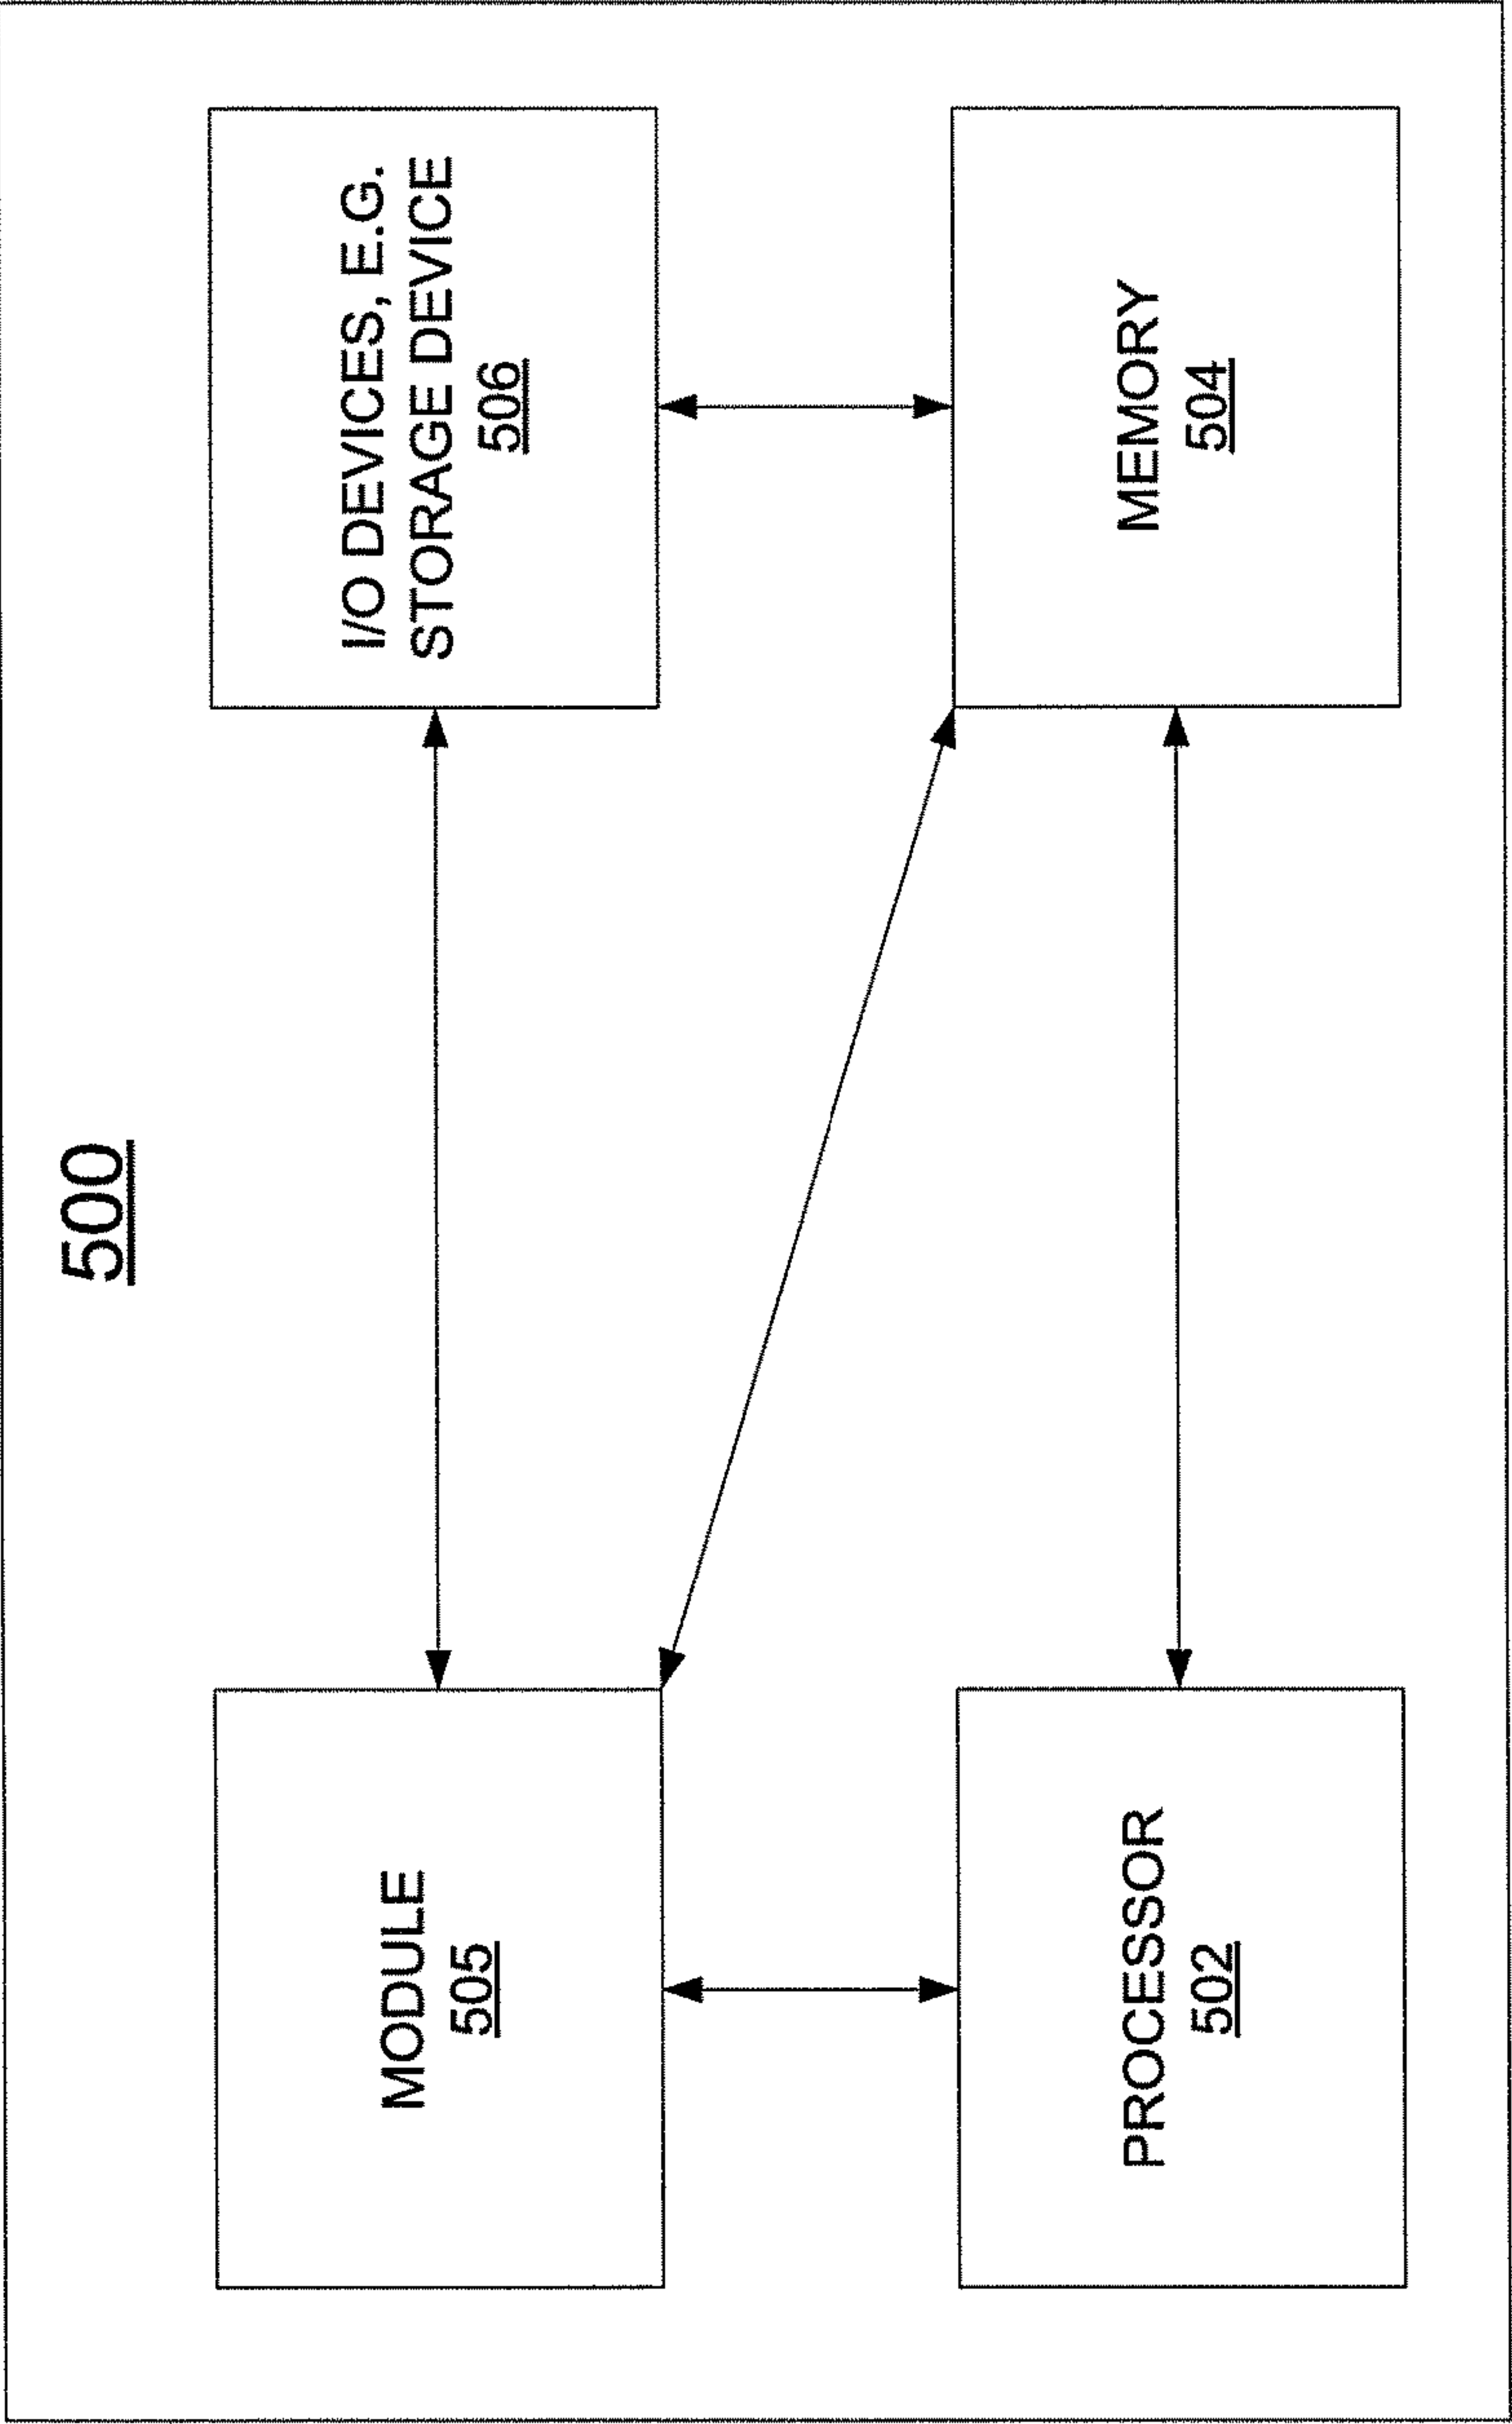 500
MODULE
505
I/O DEVICES, E.G.
STORAGE DEVICE
506
PROCESSOR
502
MEMORY
504